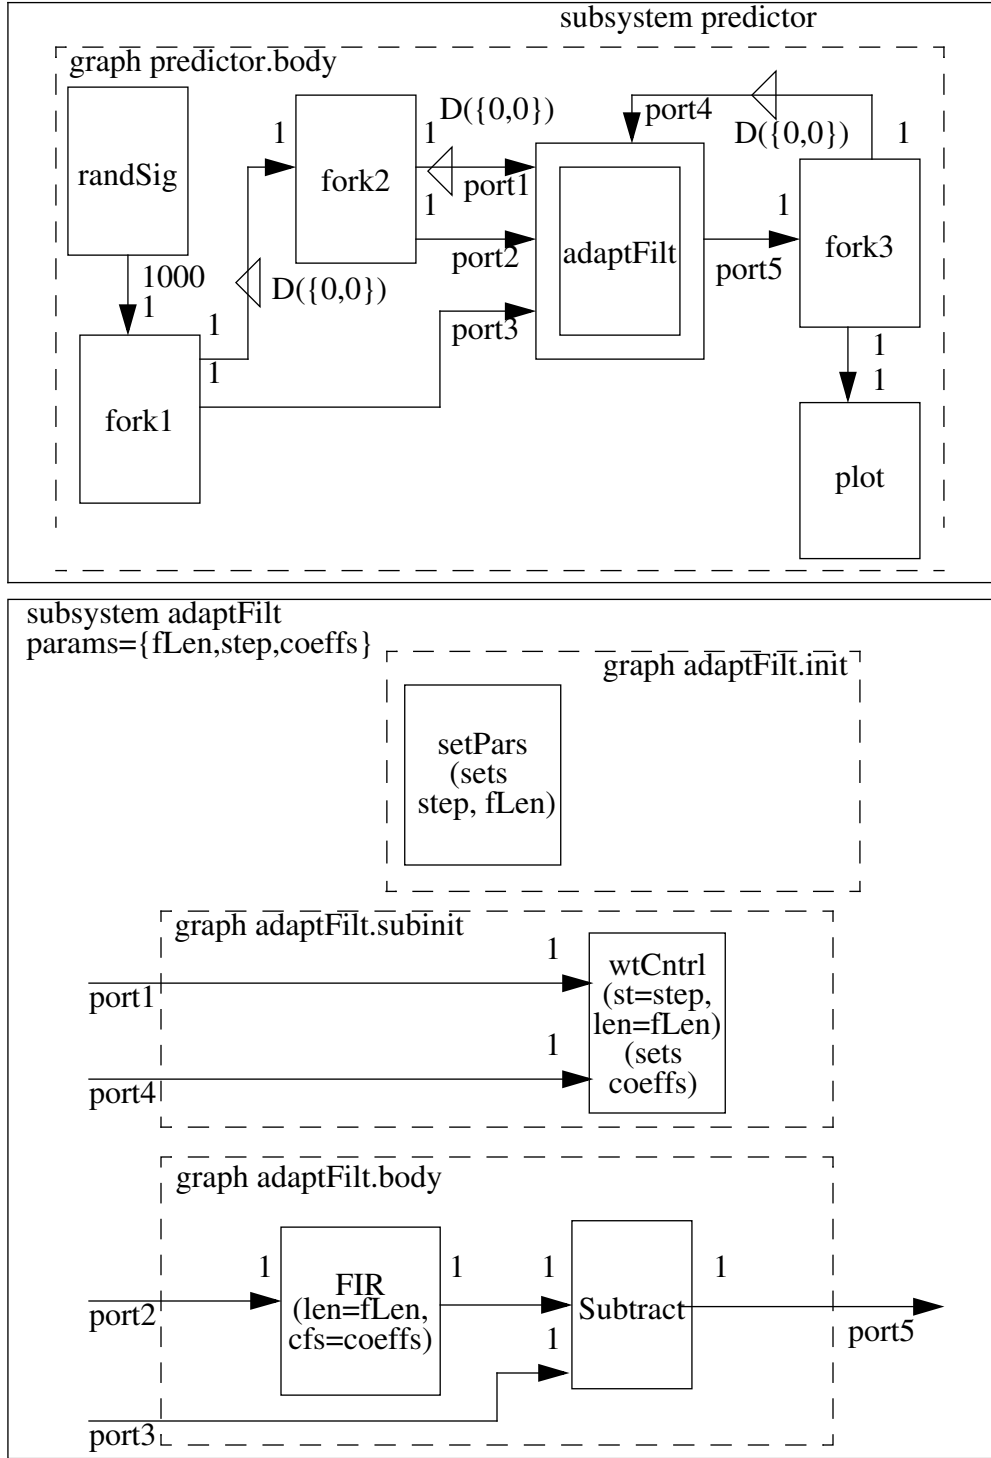 subsystem predictor
graph predictor.body
randSig
1000
1
fork1
1
1
1
fork2
D({0,0})
1
1
D({0,0})
port1
port2
port3
port4
D({0,0})
1
adaptFilt
port5
1
fork3
1
1
plot
subsystem adaptFilt
params={fLen,step,coeffs}
graph adaptFilt.init
setPars
(sets
step, fLen)
graph adaptFilt.subinit
port1
1
port4
1
wtCntrl
(st=step,
len=fLen)
(sets
coeffs)
graph adaptFilt.body
port2
1
FIR
(len=fLen,
cfs=coeffs)
1
1
1
Subtract
1
port5
port3